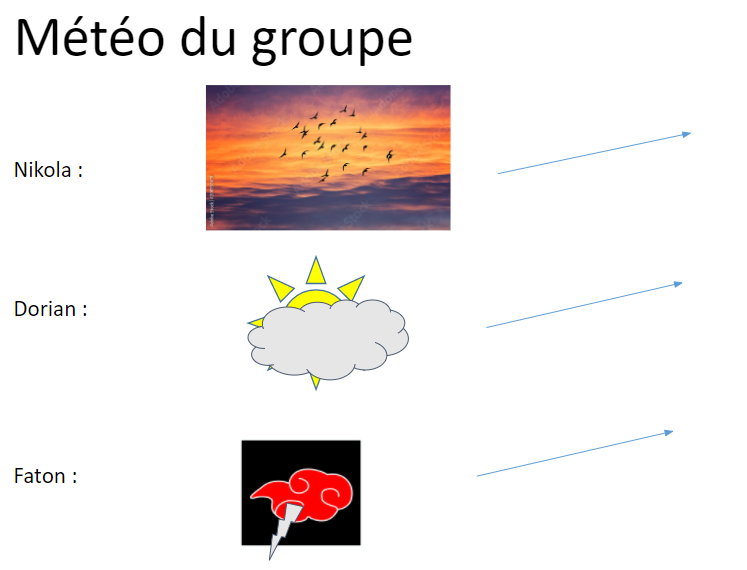 Météo du groupe
Nikola :
Dorian :
Faton :